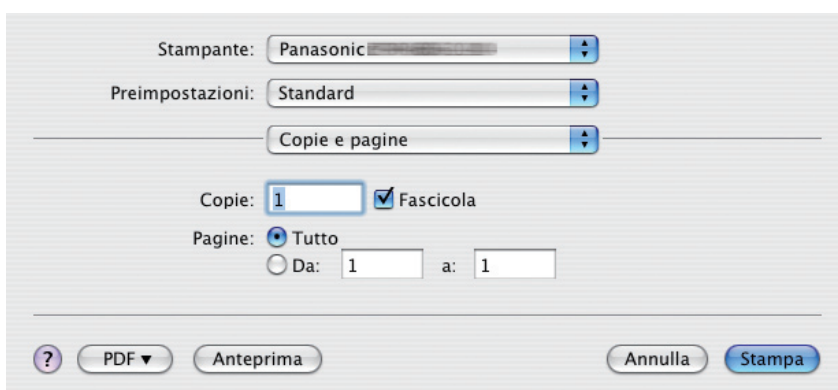 Stampante: Panasonic
Preimpostazioni: Standard
Copie e pagine
Copie: 1 Fascicola
Pagine: Tutto
Da: 1 a: 1
? PDF Anteprima Annulla Stampa